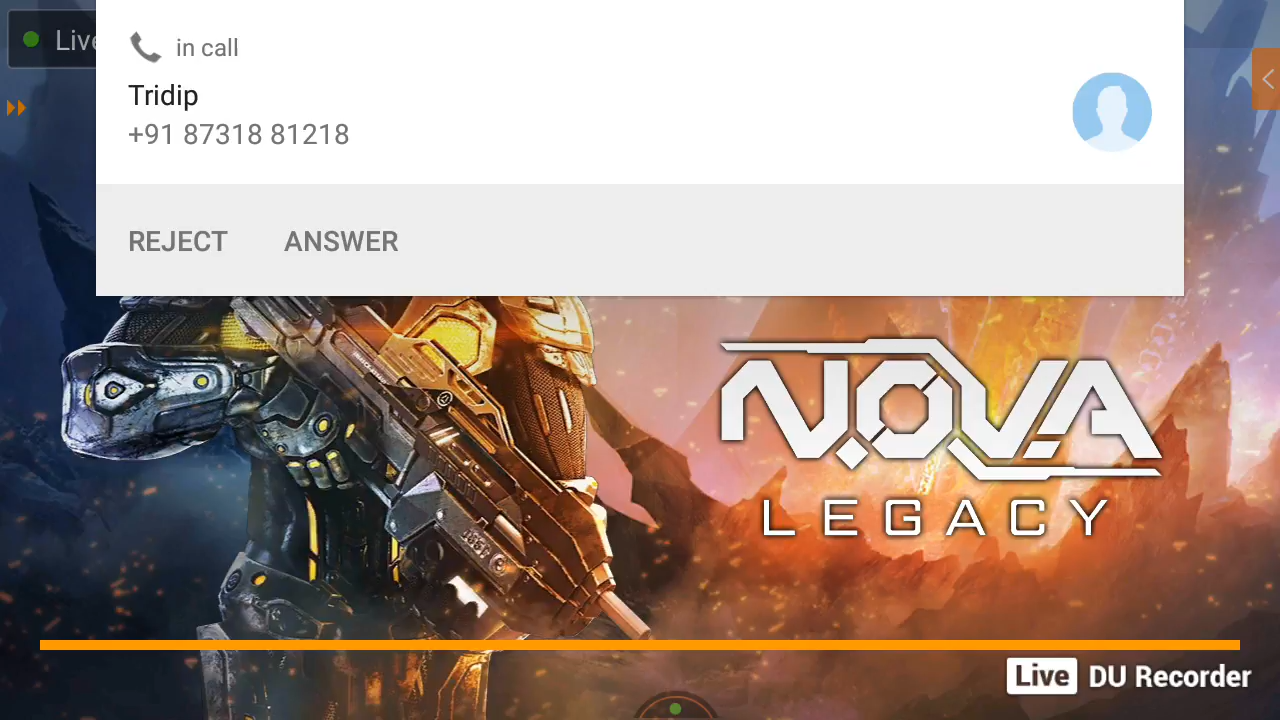 Live
in call
Tridip
+91 87318 81218
REJECT ANSWER
N.O.V.A
LEGACY
Live DU Recorder